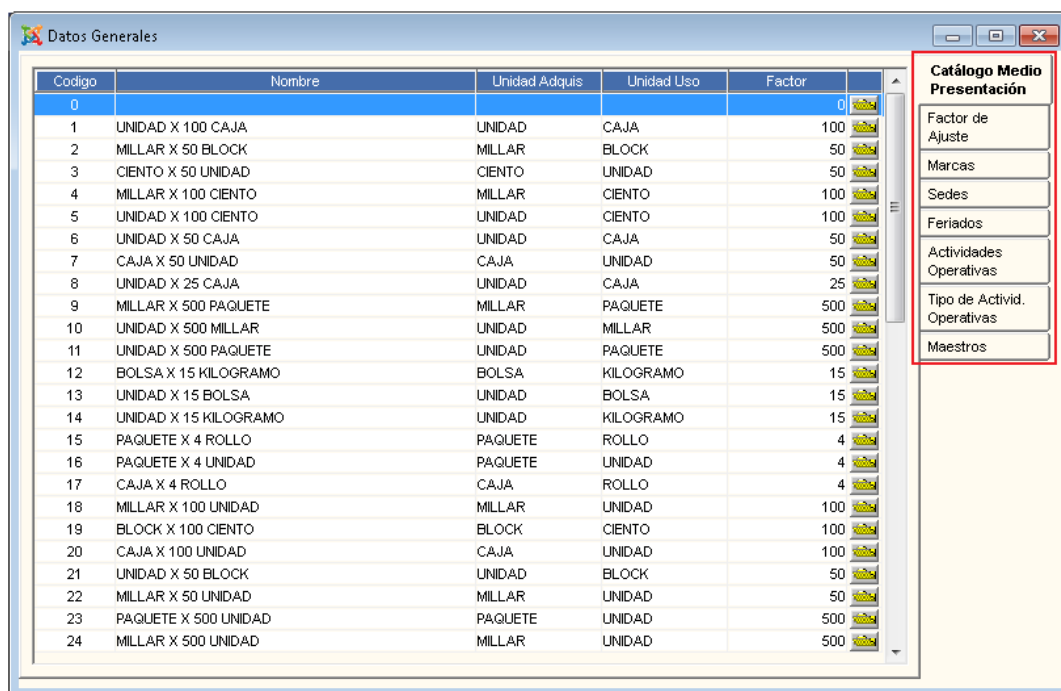 Datos Generales
Codigo Nombre Unidad Adquis Unidad Uso Factor
0 0
1 UNIDAD X 100 CAJA UNIDAD CAJA 100
2 MILLAR X 50 BLOCK MILLAR BLOCK 50
3 CIENTO X 50 UNIDAD CIENTO UNIDAD 50
4 MILLAR X 100 CIENTO MILLAR CIENTO 100
5 UNIDAD X 100 CIENTO UNIDAD CIENTO 100
6 UNIDAD X 50 CAJA UNIDAD CAJA 50
7 CAJA X 50 UNIDAD CAJA UNIDAD 50
8 UNIDAD X 25 CAJA UNIDAD CAJA 25
9 MILLAR X 500 PAQUETE MILLAR PAQUETE 500
10 UNIDAD X 500 MILLAR UNIDAD MILLAR 500
11 UNIDAD X 500 PAQUETE UNIDAD PAQUETE 500
12 BOLSA X 15 KILOGRAMO BOLSA KILOGRAMO 15
13 UNIDAD X 15 BOLSA UNIDAD BOLSA 15
14 UNIDAD X 15 KILOGRAMO UNIDAD KILOGRAMO 15
15 PAQUETE X 4 ROLLO PAQUETE ROLLO 4
16 PAQUETE X 4 UNIDAD PAQUETE UNIDAD 4
17 CAJA X 4 ROLLO CAJA ROLLO 4
18 MILLAR X 100 UNIDAD MILLAR UNIDAD 100
19 BLOCK X 100 CIENTO BLOCK CIENTO 100
20 CAJA X 100 UNIDAD CAJA UNIDAD 100
21 UNIDAD X 50 BLOCK UNIDAD BLOCK 50
22 MILLAR X 50 UNIDAD MILLAR UNIDAD 50
23 PAQUETE X 500 UNIDAD PAQUETE UNIDAD 500
24 MILLAR X 500 UNIDAD MILLAR UNIDAD 500
Catálogo Medio
Presentación
Factor de
Ajuste
Marcas
Sedes
Feriados
Actividades
Operativas
Tipo de Activid.
Operativas
Maestros